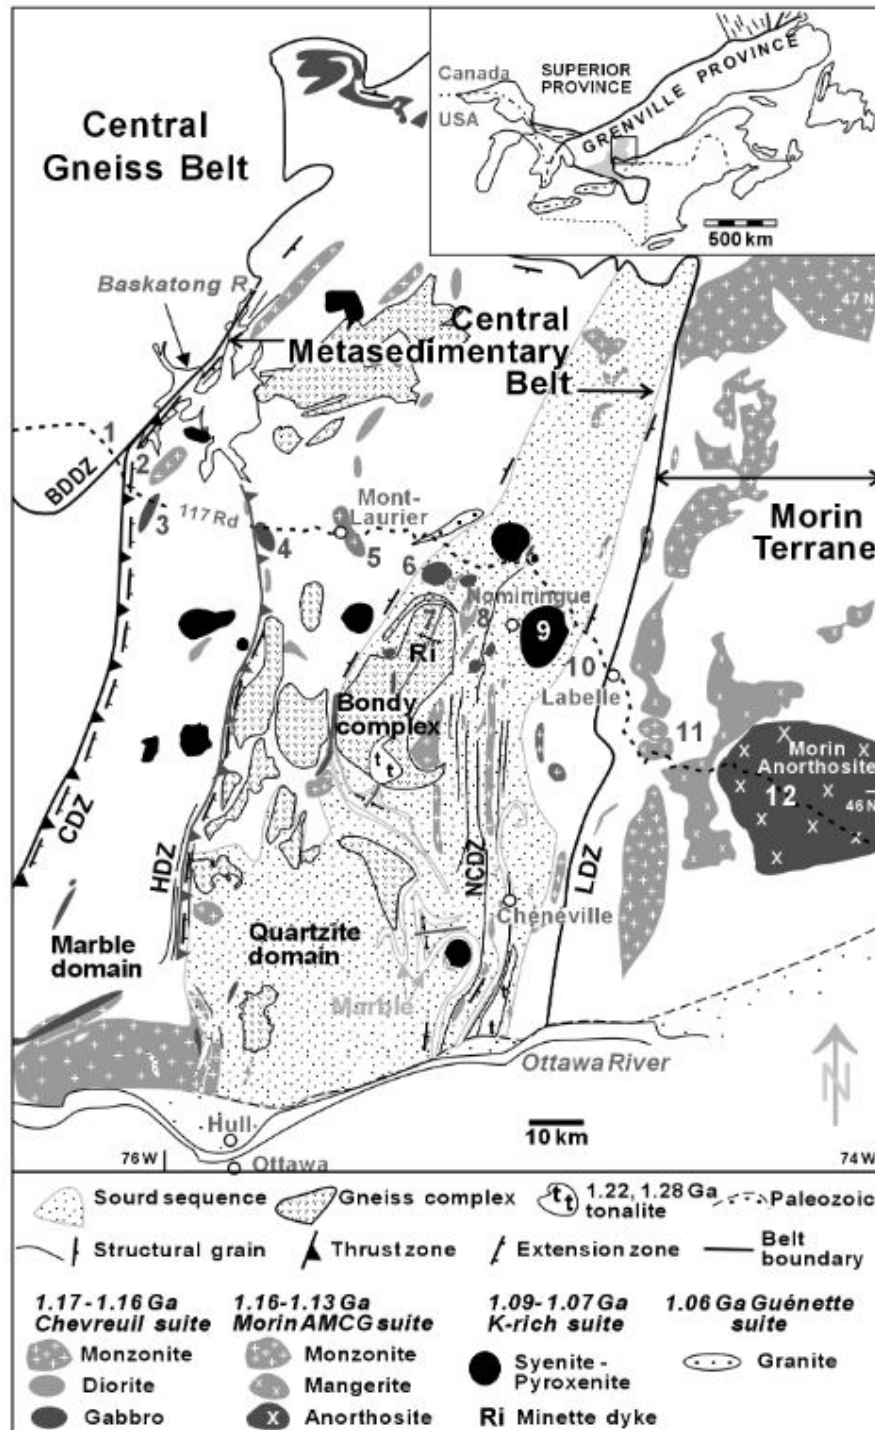 Canada
USA
SUPERIOR
PROVINCE
GRENVILLE PROVINCE
500 km
Central
Gneiss Belt
Baskatong R.
Central
Metasedimentary
Belt
47 N
1
2
BDDZ
3
117 Rd
4
Mont-
Laurier
5
6
7
8
Nominingue
9
Ri
Bondy
complex
t
t
10
Labelle
Morin
Terrane
11
Morin
Anorthosite
12
46 N
CDZ
HDZ
NCDZ
LDZ
Cheneville
Marble
domain
Quartzite
domain
Marble
t
t
Ottawa River
N
Hull
Ottawa
10 km
76 W
74 W
Sourd sequence
Gneiss complex
t
t
1.22, 1.28 Ga
tonalite
Paleozoic
Structural grain
Thrust zone
Extension zone
Belt
boundary
1.17-1.16 Ga
Chevreuil suite
Monzonite
Diorite
Gabbro
1.16-1.13 Ga
Morin AMCG suite
Monzonite
Mangerite
Anorthosite
1.09-1.07 Ga
K-rich suite
Syenite -
Pyroxenite
Ri Minette dyke
1.06 Ga Guénette
suite
Granite